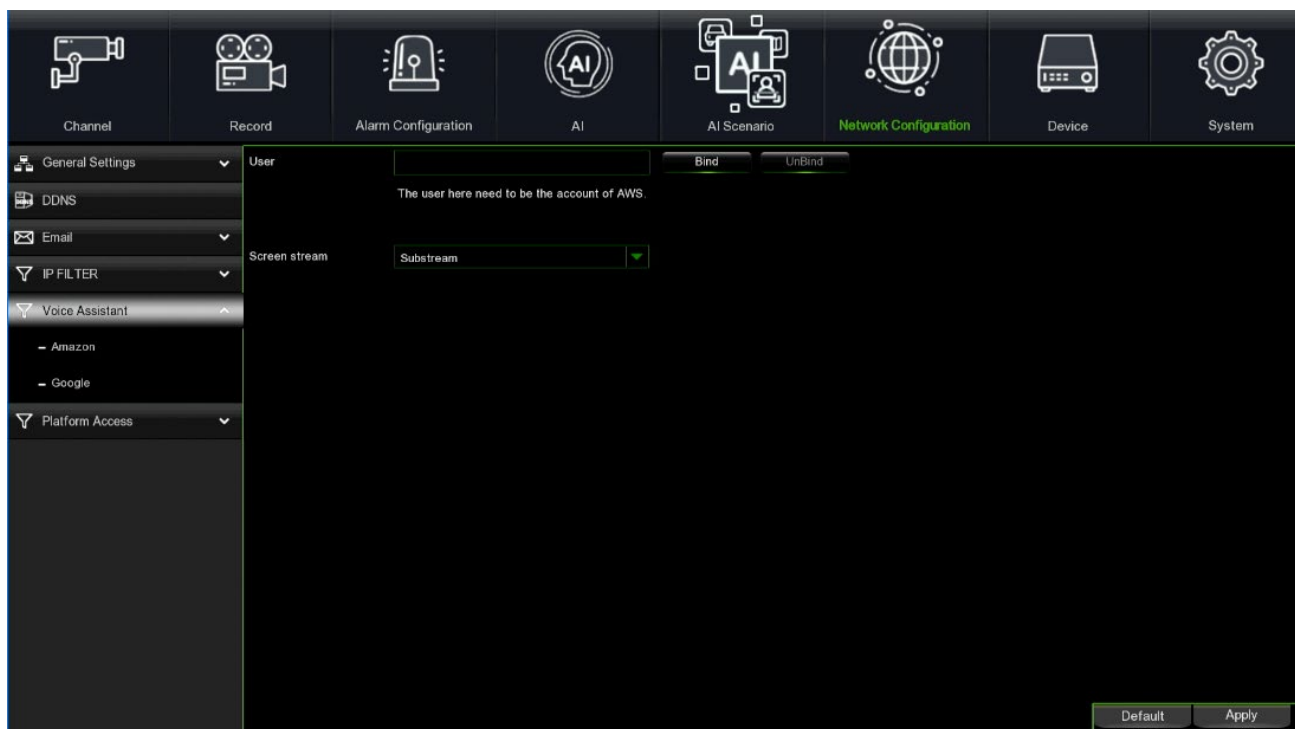 AI
AI
Channel
Record
Alarm Configuration
AI
AI Scenario
Network Configuration
Device
System
General Settings
User
Bind
UnBind
The user here need to be the account of AWS.
DDNS
Email
Screen stream
Substream
IP FILTER
Voice Assistant
– Amazon
– Google
Platform Access
Default
Apply